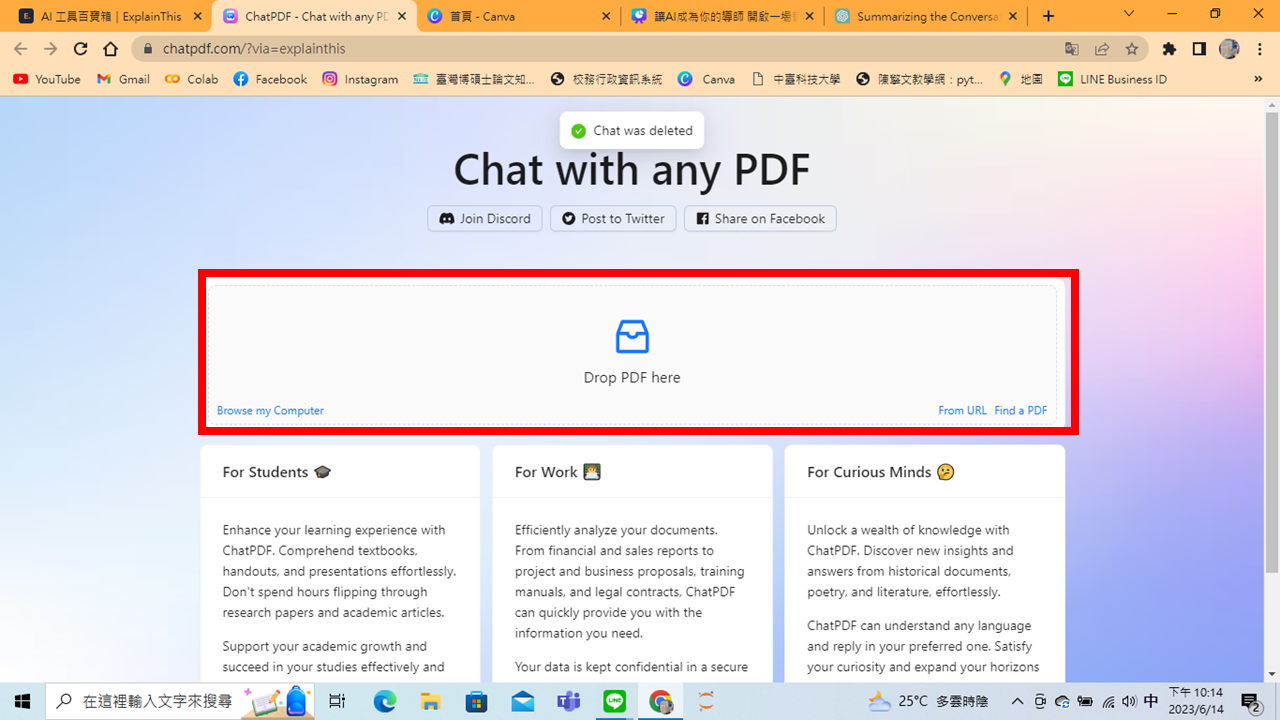 AI 工具百寶箱 | ExplainThis
ChatPDF - Chat with any PD
首頁 - Canva
讓AI成為你的導師 開啟一場
Summarizing the Conversa
chatpdf.com/?via=explainthis
YouTube
Gmail
Colab
Facebook
Instagram
臺灣博碩士論文知...
校務行政資訊系統
Canva
中臺科技大學
陳擎文教學網：pyt...
地圖
LINE Business ID
»
Chat was deleted
Chat with any PDF
Join Discord
Post to Twitter
Share on Facebook
Drop PDF here
Browse my Computer
From URL
Find a PDF
For Students
Enhance your learning experience with
ChatPDF. Comprehend textbooks,
handouts, and presentations effortlessly.
Don't spend hours flipping through
research papers and academic articles.
Support your academic growth and
succeed in your studies effectively and
For Work
Efficiently analyze your documents.
From financial and sales reports to
project and business proposals, training
manuals, and legal contracts, ChatPDF
can quickly provide you with the
information you need.
Your data is kept confidential in a secure
For Curious Minds
Unlock a wealth of knowledge with
ChatPDF. Discover new insights and
answers from historical documents,
poetry, and literature, effortlessly.
ChatPDF can understand any language
and reply in your preferred one. Satisfy
your curiosity and expand your horizons
在這裡輸入文字來搜尋
25°C 多雲時陰
中
下午 10:14
2023/6/14
2